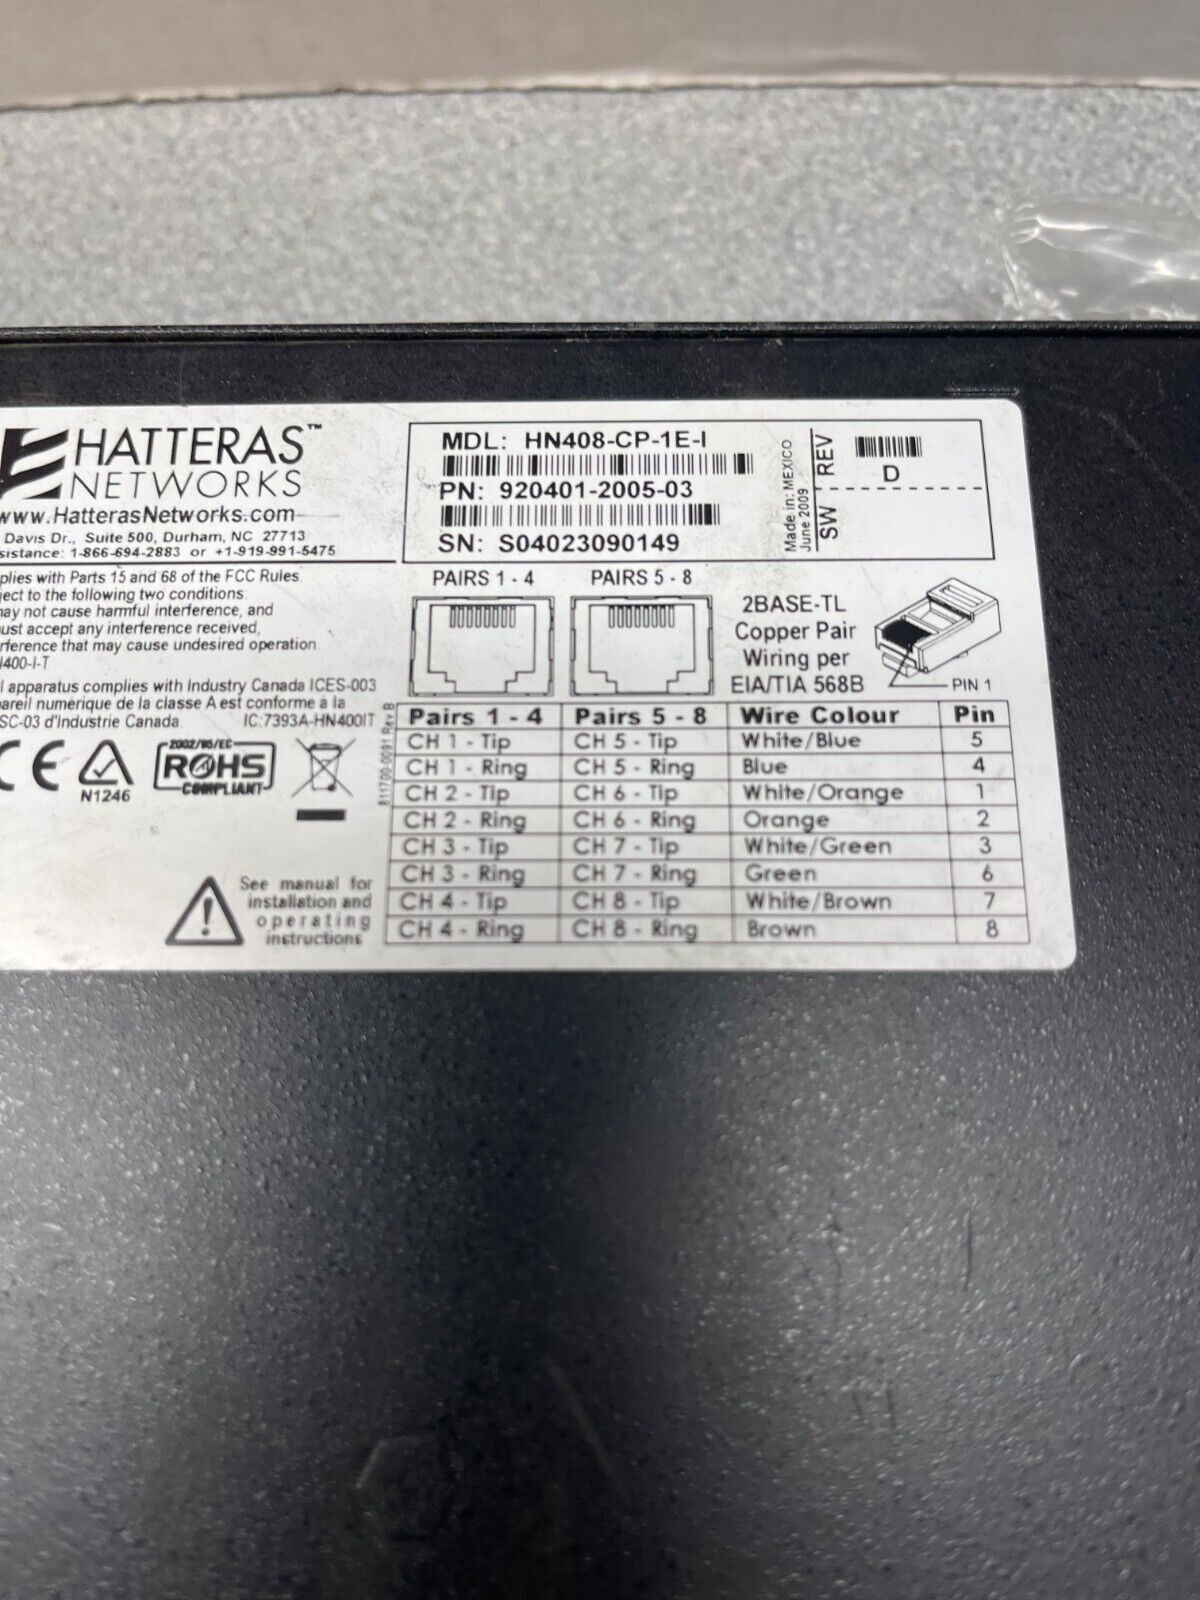 HATTERAS™
NETWORKS
www.HatterasNetworks.com
Davis Dr., Suite 500, Durham, NC 27713
1-866-694-2883 or +1-919-991-5475
with Parts 15 and 68 of the FCC Rules.
to the following two conditions
may not cause harmful interference, and
accept any interference received,
that may cause undesired operation.
apparatus complies with Industry Canada ICES-003
numerique de la classe A est conforme à la
d'Industrie Canada. IC:7393A-HN400IT
CE
N1246
2002/95/EC
ROHS
COMPLIANT
See manual for
installation and
operating
instructions
811700-0091 Rev B
MDL: HN408-CP-1E-I
PN: 920401-2005-03
SN: S04023090149
Made in: MEXICO
June 2009
SW REV
D
PAIRS 1 - 4 PAIRS 5 - 8
2BASE-TL
Copper Pair
Wiring per
EIA/TIA 568B
PIN 1
Pairs 1 - 4 Pairs 5 - 8 Wire Colour Pin
CH 1 - Tip CH 5 - Tip White/Blue 5
CH 1 - Ring CH 5 - Ring Blue 4
CH 2 - Tip CH 6 - Tip White/Orange 1
CH 2 - Ring CH 6 - Ring Orange 2
CH 3 - Tip CH 7 - Tip White/Green 3
CH 3 - Ring CH 7 - Ring Green 6
CH 4 - Tip CH 8 - Tip White/Brown 7
CH 4 - Ring CH 8 - Ring Brown 8